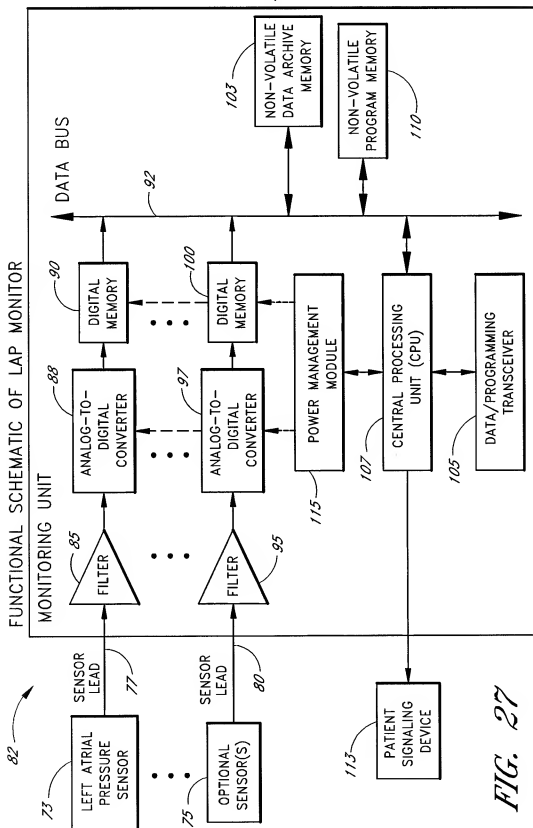 FUNCTIONAL SCHEMATIC OF LAP MONITOR
82
MONITORING UNIT
73
LEFT ATRIAL
PRESSURE
SENSOR
SENSOR
LEAD
77
85
FILTER
88
ANALOG-TO-
DIGITAL
CONVERTER
90
DIGITAL
MEMORY
DATA BUS
92
103
NON-VOLATILE
DATA ARCHIVE
MEMORY
75
OPTIONAL
SENSOR(S)
SENSOR
LEAD
80
FILTER
95
ANALOG-TO-
DIGITAL
CONVERTER
97
DIGITAL
MEMORY
100
NON-VOLATILE
PROGRAM MEMORY
110
POWER MANAGEMENT
MODULE
115
CENTRAL PROCESSING
UNIT (CPU)
107
DATA/PROGRAMMING
TRANSCEIVER
105
113
PATIENT
SIGNALING
DEVICE
FIG. 27